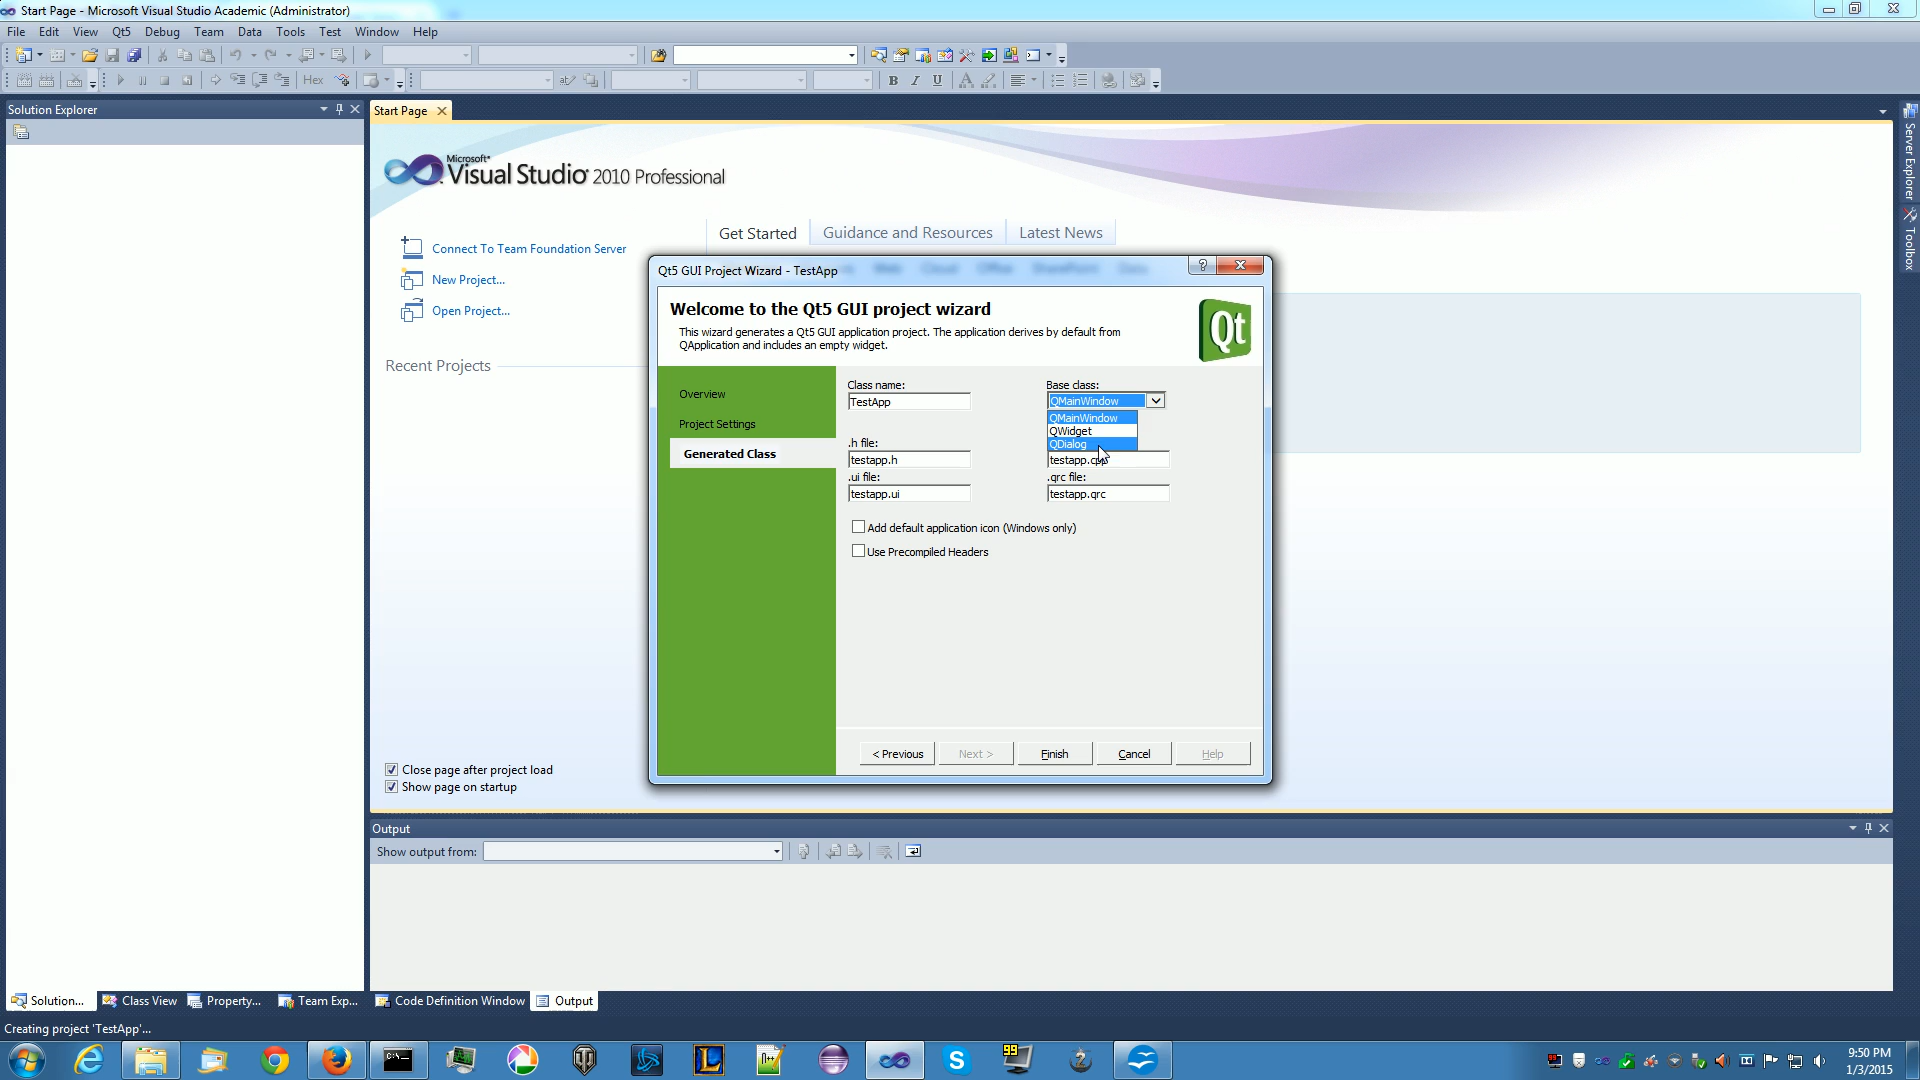 Start Page - Microsoft Visual Studio Academic (Administrator)
File Edit View Qt5 Debug Team Data Tools Test Window Help
Hex
Solution Explorer
Start Page
Microsoft
Visual Studio 2010 Professional
Connect To Team Foundation Server
New Project...
Open Project...
Recent Projects
Get Started Guidance and Resources Latest News
Server Explorer
Toolbox
Qt5 GUI Project Wizard - TestApp
Web Cloud Office SharePoint Data
Welcome to the Qt5 GUI project wizard
This wizard generates a Qt5 GUI application project. The application derives by default from
QApplication and includes an empty widget.
Qt
Overview
Project Settings
Generated Class
Class name: Base class:
TestApp QMainWindow
QMainWindow
QWidget
QDialog
.h file:
testapp.h
.ui file: .qrc file:
testapp.ui testapp.qrc
Add default application icon (Windows only)
Use Precompiled Headers
< Previous Next > Finish Cancel Help
Close page after project load
Show page on startup
Output
Show output from:
Solution... Class View Property... Team Exp... Code Definition Window Output
Creating project 'TestApp'...
C:\
99
9:50 PM
1/3/2015